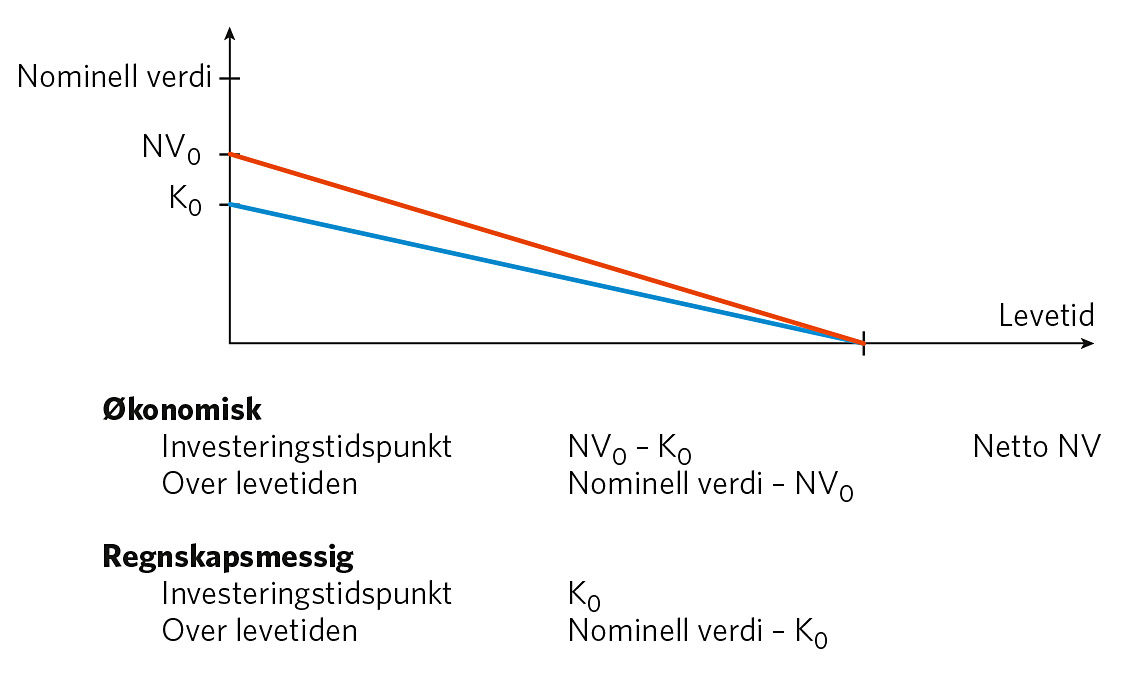 Nominell verdi
NV₀
K₀
Levetid
Økonomisk
Investeringstidspunkt NV₀ – K₀ Netto NV
Over levetiden Nominell verdi – NV₀
Regnskapsmessig
Investeringstidspunkt K₀
Over levetiden Nominell verdi – K₀